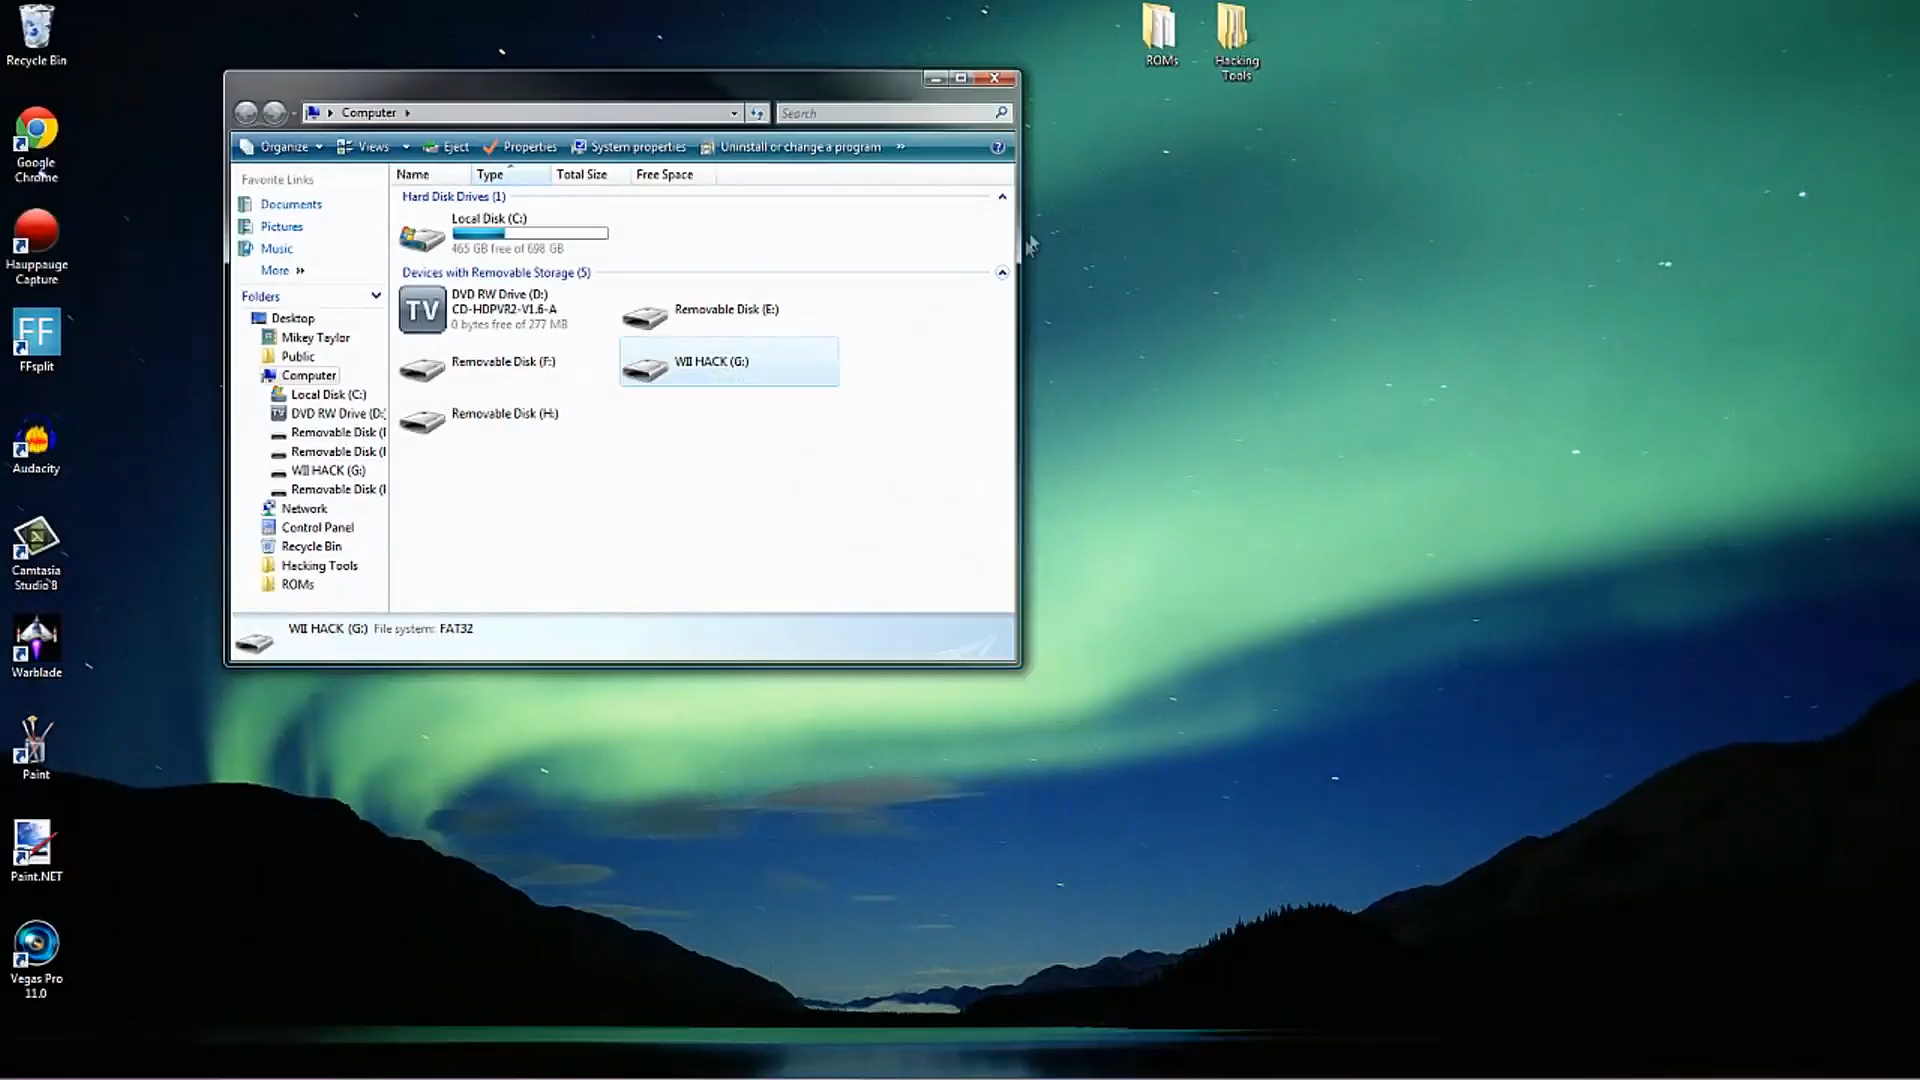 Recycle Bin
Google
Chrome
Hauppauge
Capture
FFsplit
Audacity
Camtasia
Studio 8
Warblade
Paint
Paint.NET
Vegas Pro
11.0
ROMs
Hacking
Tools
Computer
Search
Organize
Views
Eject
Properties
System properties
Uninstall or change a program
»
Favorite Links
Documents
Pictures
Music
More »
Folders
Desktop
Mikey Taylor
Public
Computer
Local Disk (C:)
DVD RW Drive (D:
Removable Disk (
Removable Disk (
WII HACK (G:)
Removable Disk (
Network
Control Panel
Recycle Bin
Hacking Tools
ROMs
Name Type Total Size Free Space
Hard Disk Drives (1)
Local Disk (C:)
465 GB free of 698 GB
Devices with Removable Storage (5)
TV
DVD RW Drive (D:)
CD-HDPVR2-V1.6-A
0 bytes free of 277 MB
Removable Disk (E:)
Removable Disk (F:)
WII HACK (G:)
Removable Disk (H:)
WII HACK (G:) File system: FAT32